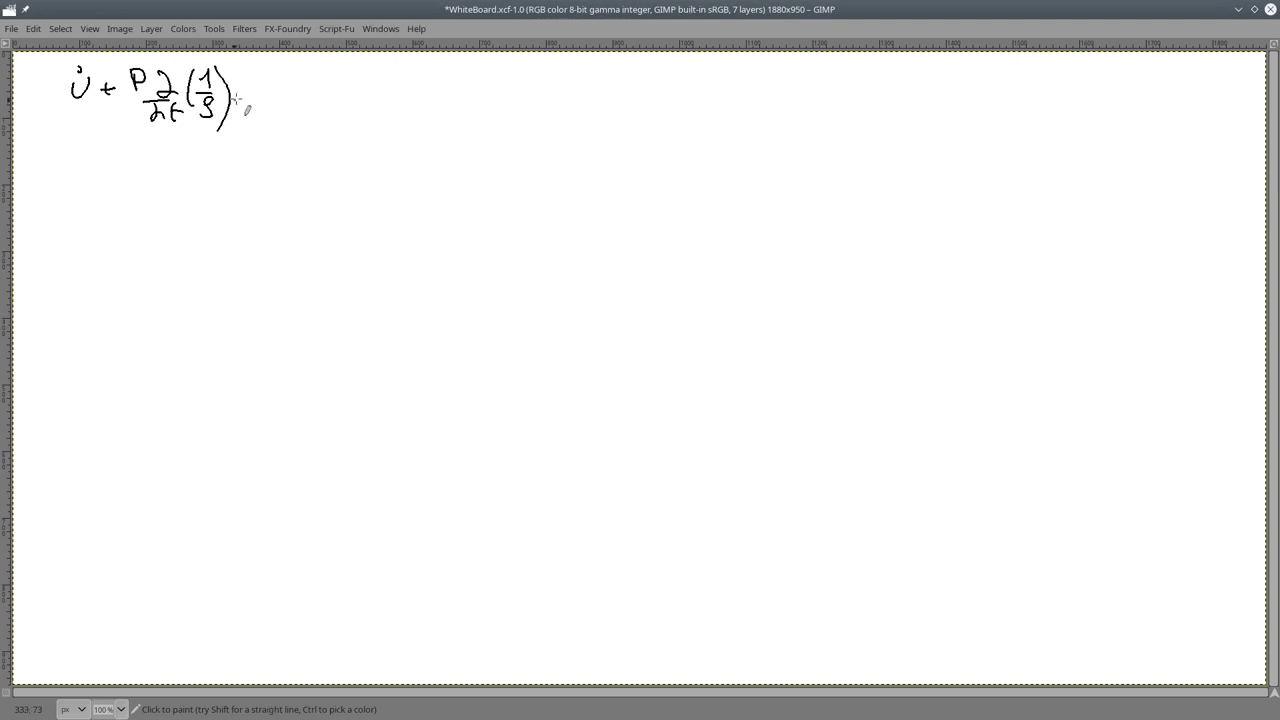 *WhiteBoard.xcf-1.0 (RGB color 8-bit gamma integer, GIMP built-in sRGB, 7 layers) 1880x950 – GIMP
File Edit Select View Image Layer Colors Tools Filters FX-Foundry Script-Fu Windows Help
U̇ + P ∂/∂t (1/ρ)
333:73 px 100% Click to paint (try Shift for a straight line, Ctrl to pick a color)